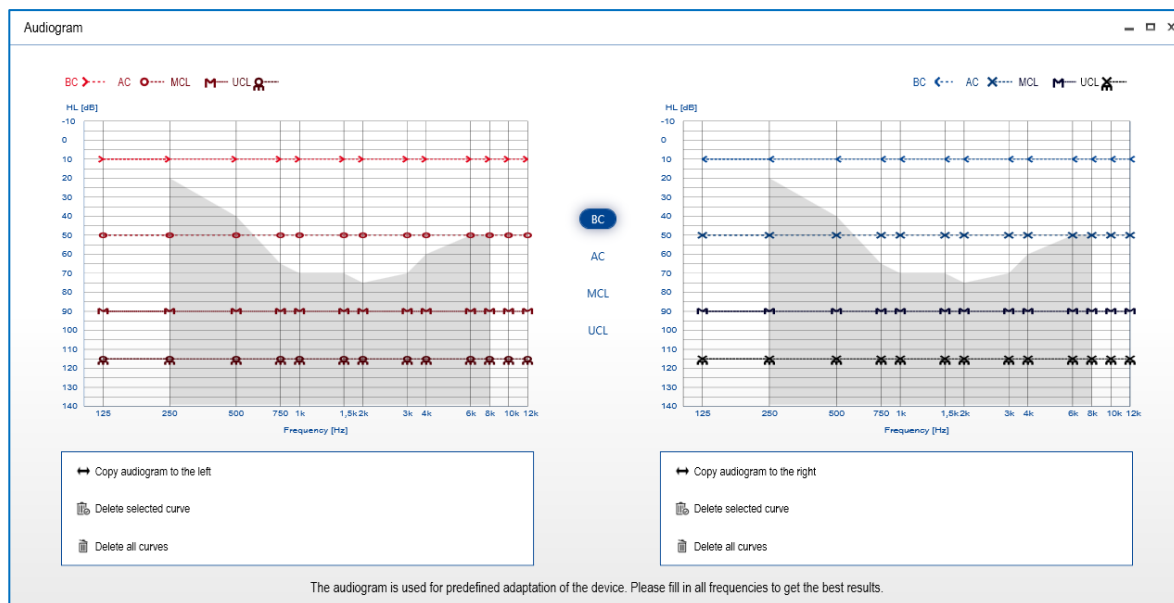 Audiogram
BC AC MCL UCL
BC AC MCL UCL
HL [dB]
-10
0
10
20
30
40
50
60
70
80
90
100
110
120
130
140
125 250 500 750 1k 1,5k 2k 3k 4k 6k 8k 10k 12k
Frequency [Hz]
BC
AC
MCL
UCL
HL [dB]
-10
0
10
20
30
40
50
60
70
80
90
100
110
120
130
140
125 250 500 750 1k 1,5k 2k 3k 4k 6k 8k 10k 12k
Frequency [Hz]
Copy audiogram to the left
Delete selected curve
Delete all curves
Copy audiogram to the right
Delete selected curve
Delete all curves
The audiogram is used for predefined adaptation of the device. Please fill in all frequencies to get the best results.